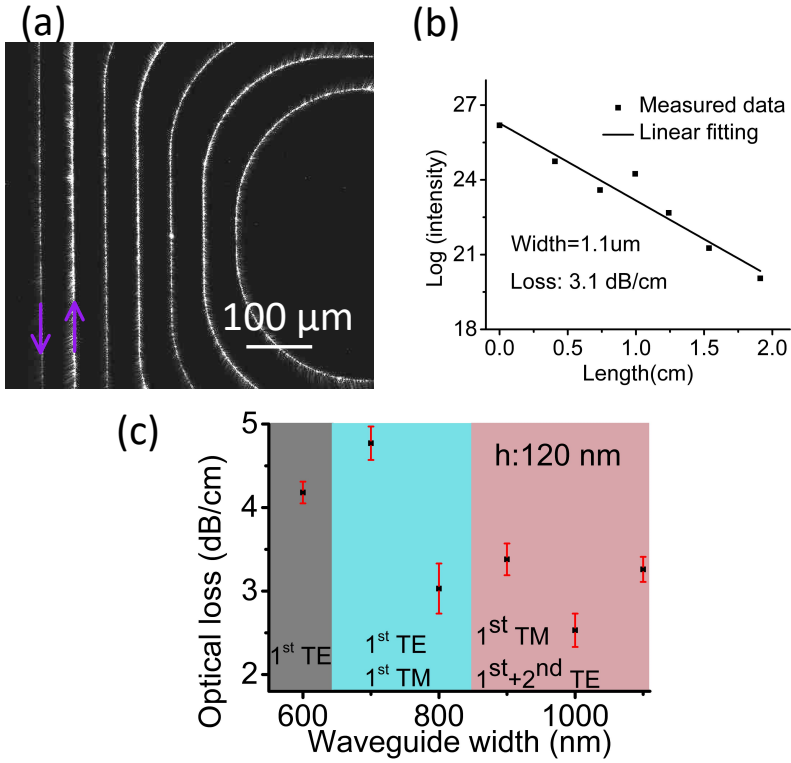 (a)
100 μm
(b)
27
24
21
18
Log (intensity)
Measured data
Linear fitting
Width=1.1um
Loss: 3.1 dB/cm
0.0 0.5 1.0 1.5 2.0
Length(cm)
(c)
5
4
3
2
Optical loss (dB/cm)
h:120 nm
1st TE
1st TE
1st TM
1st TM
1st+2nd TE
600 800 1000
Waveguide width (nm)